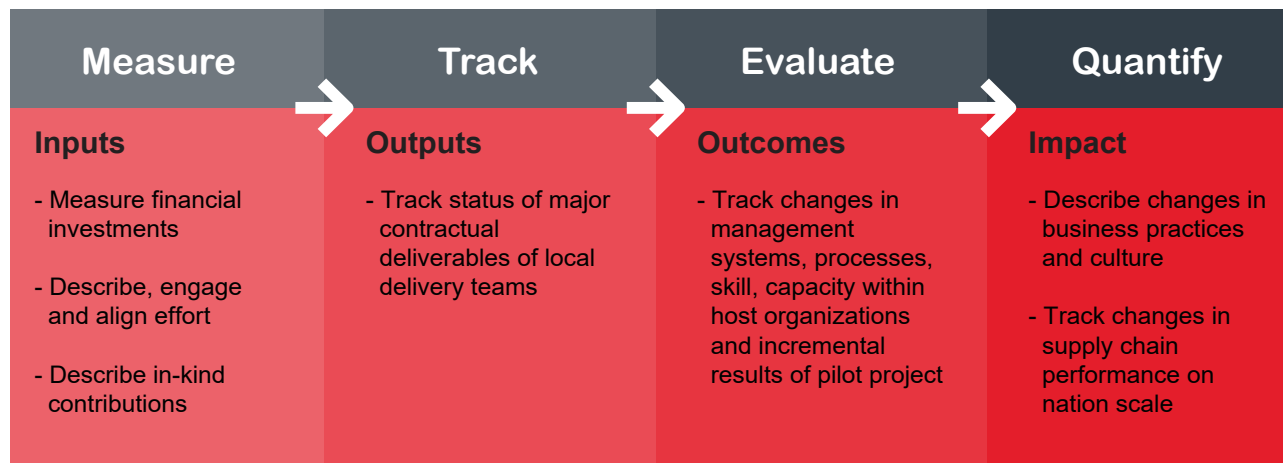 Measure
Track
Evaluate
Quantify
Inputs
- Measure financial
investments
- Describe, engage
and align effort
- Describe in-kind
contributions
Outputs
- Track status of major
contractual
deliverables of local
delivery teams
Outcomes
- Track changes in
management
systems, processes,
skill, capacity within
host organizations
and incremental
results of pilot project
Impact
- Describe changes in
business practices
and culture
- Track changes in
supply chain
performance on
nation scale